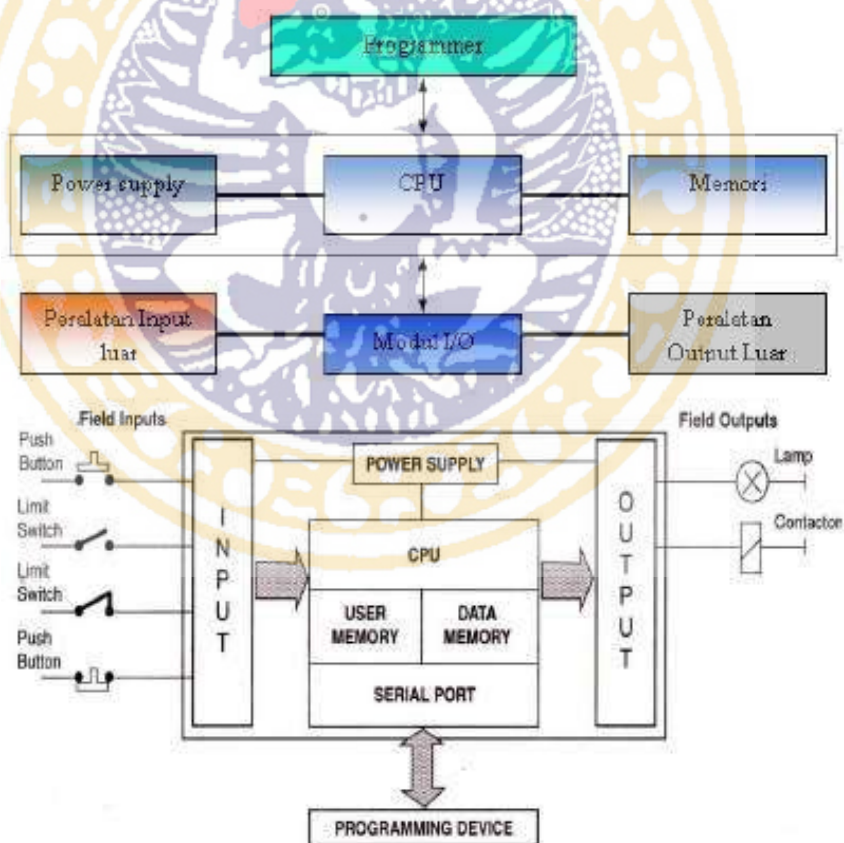 Programmer
Power supply
CPU
Memori
Peralatan Input
luar
Modul I/O
Peralatan
Output Luar
Field Inputs
Field Outputs
Push
Button
Limit
Switch
Limit
Switch
Push
Button
INPUT
POWER SUPPLY
CPU
USER
MEMORY
DATA
MEMORY
SERIAL PORT
OUTPUT
Lamp
Contactor
PROGRAMMING DEVICE